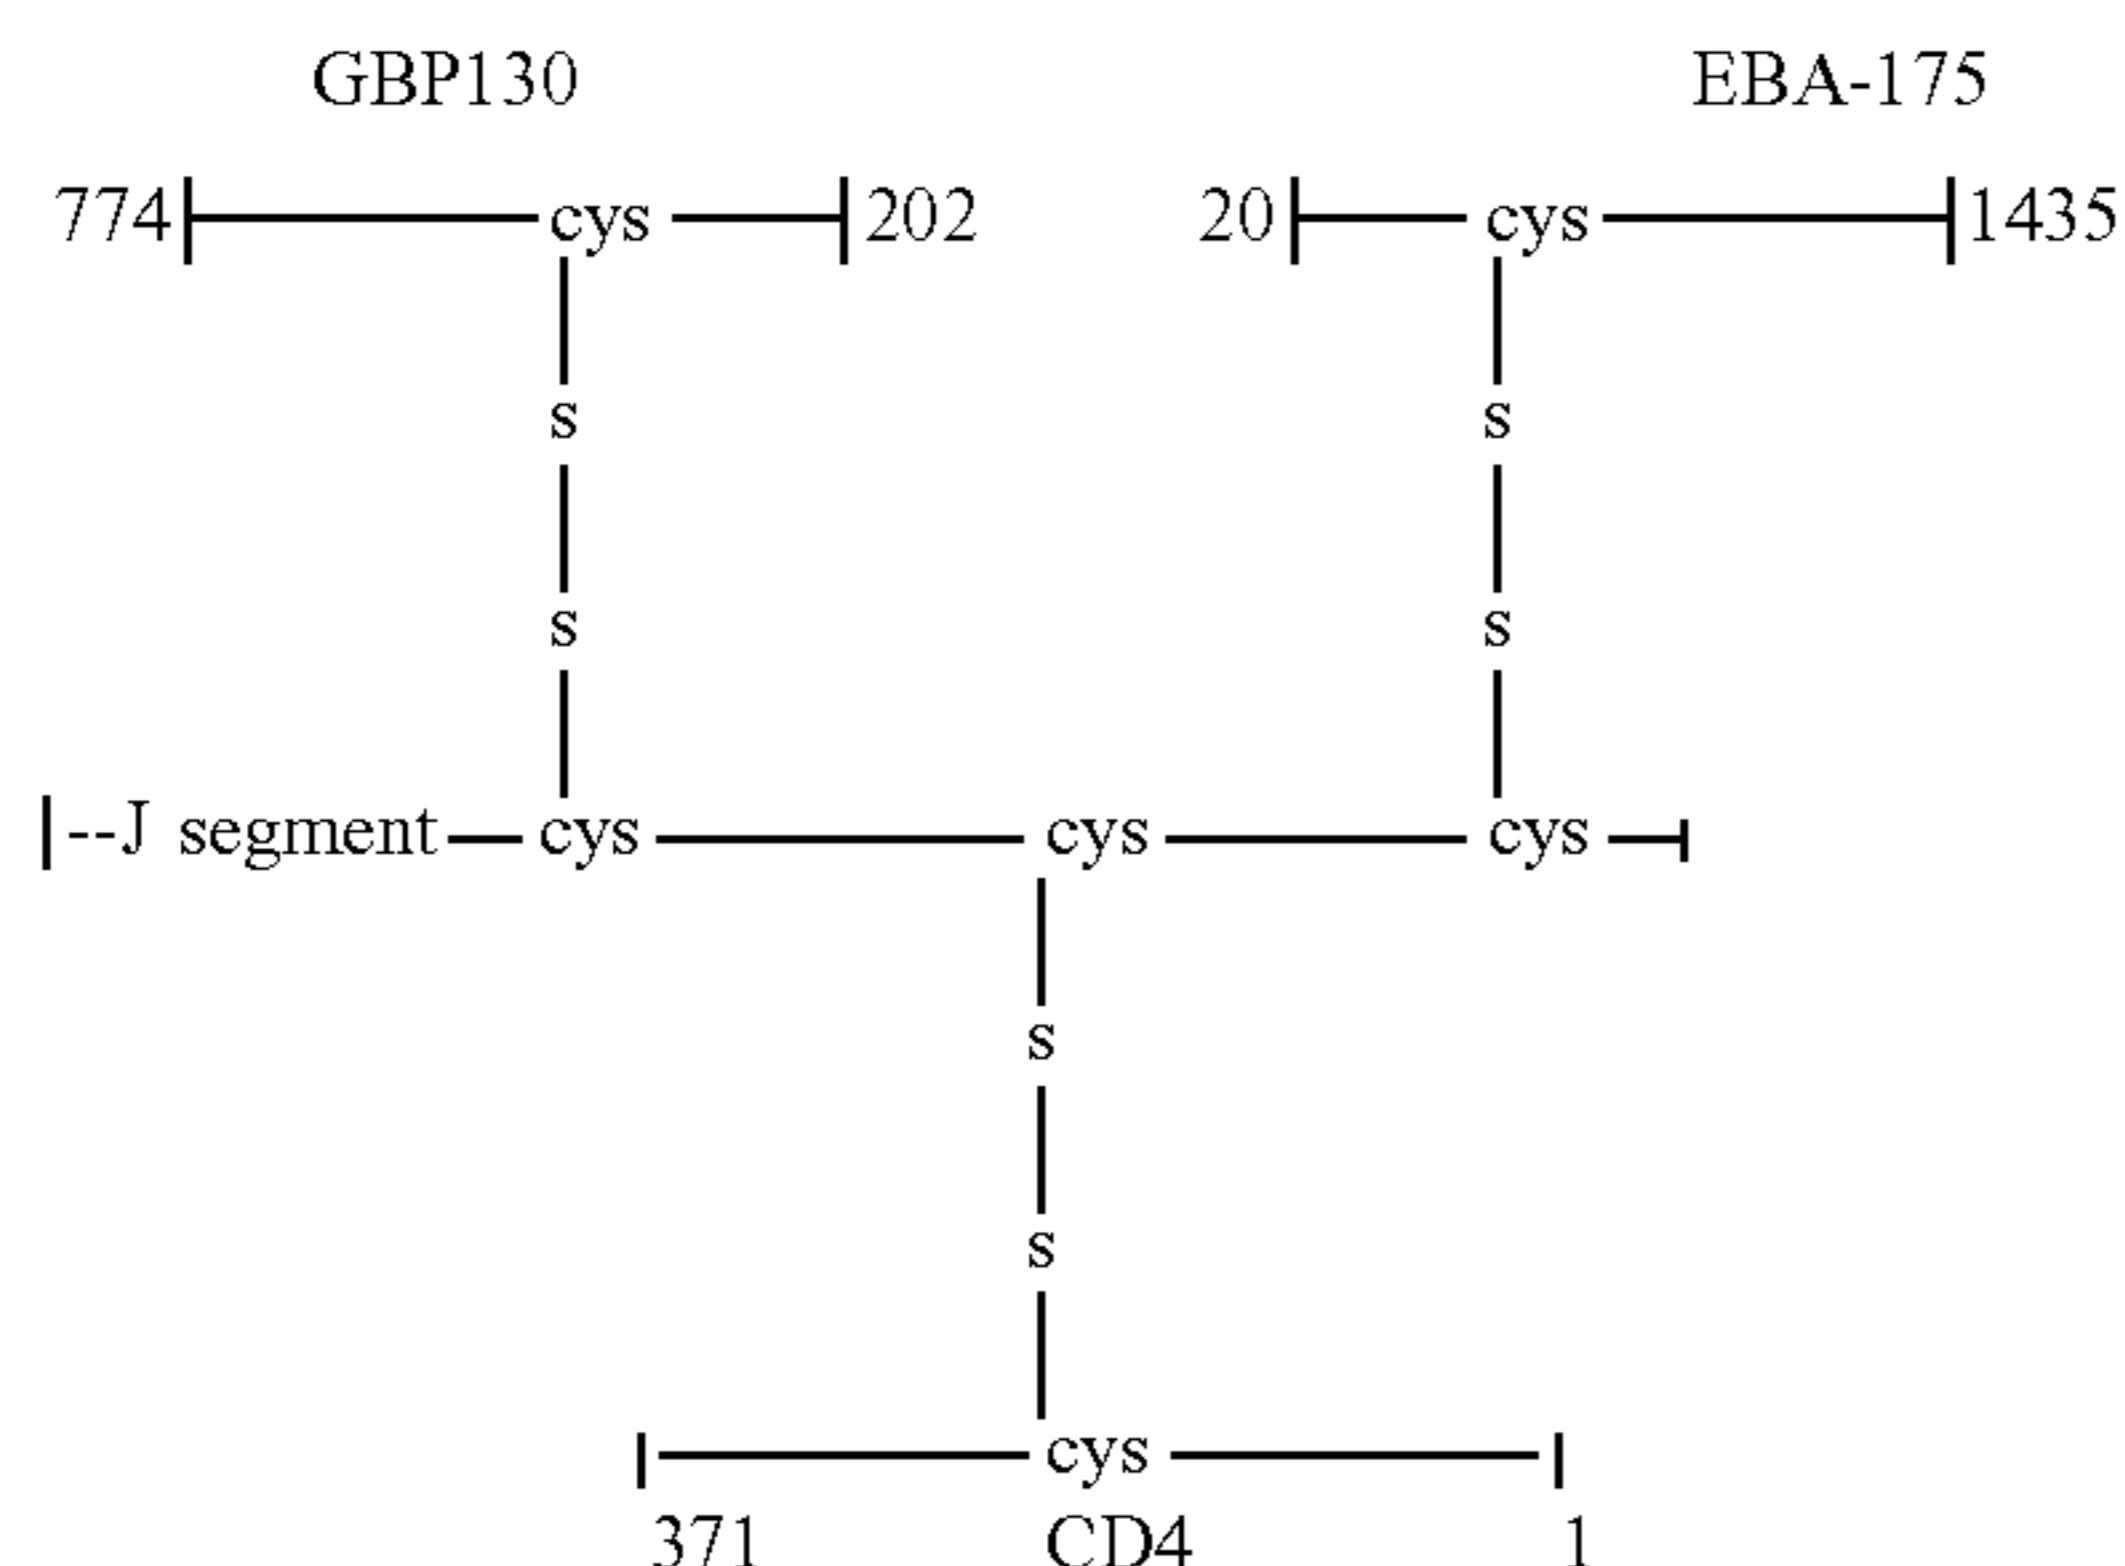 GBP130 EBA-175
774 cys 202 20 cys 1435
s s
s s
--J segment cys cys cys
s
s
cys
371 CD4 1